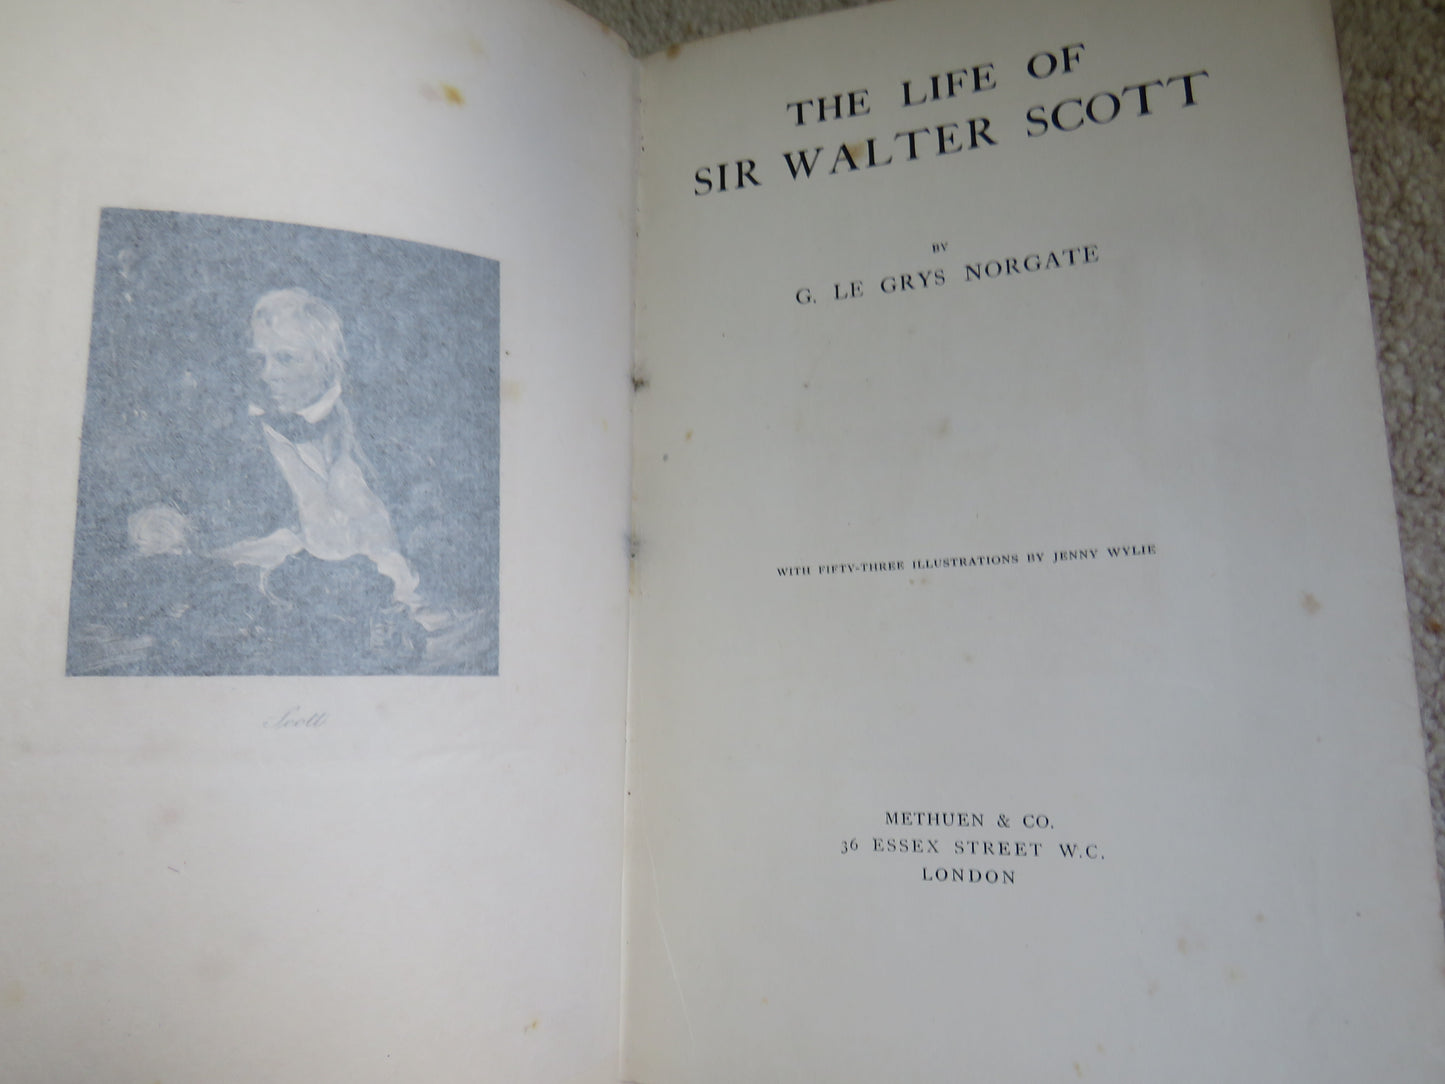 Scott
THE LIFE OF
SIR WALTER SCOTT
BY
G. LE GRYS NORGATE
WITH FIFTY-THREE ILLUSTRATIONS BY JENNY WYLIE
METHUEN & CO.
36 ESSEX STREET W.C.
LONDON